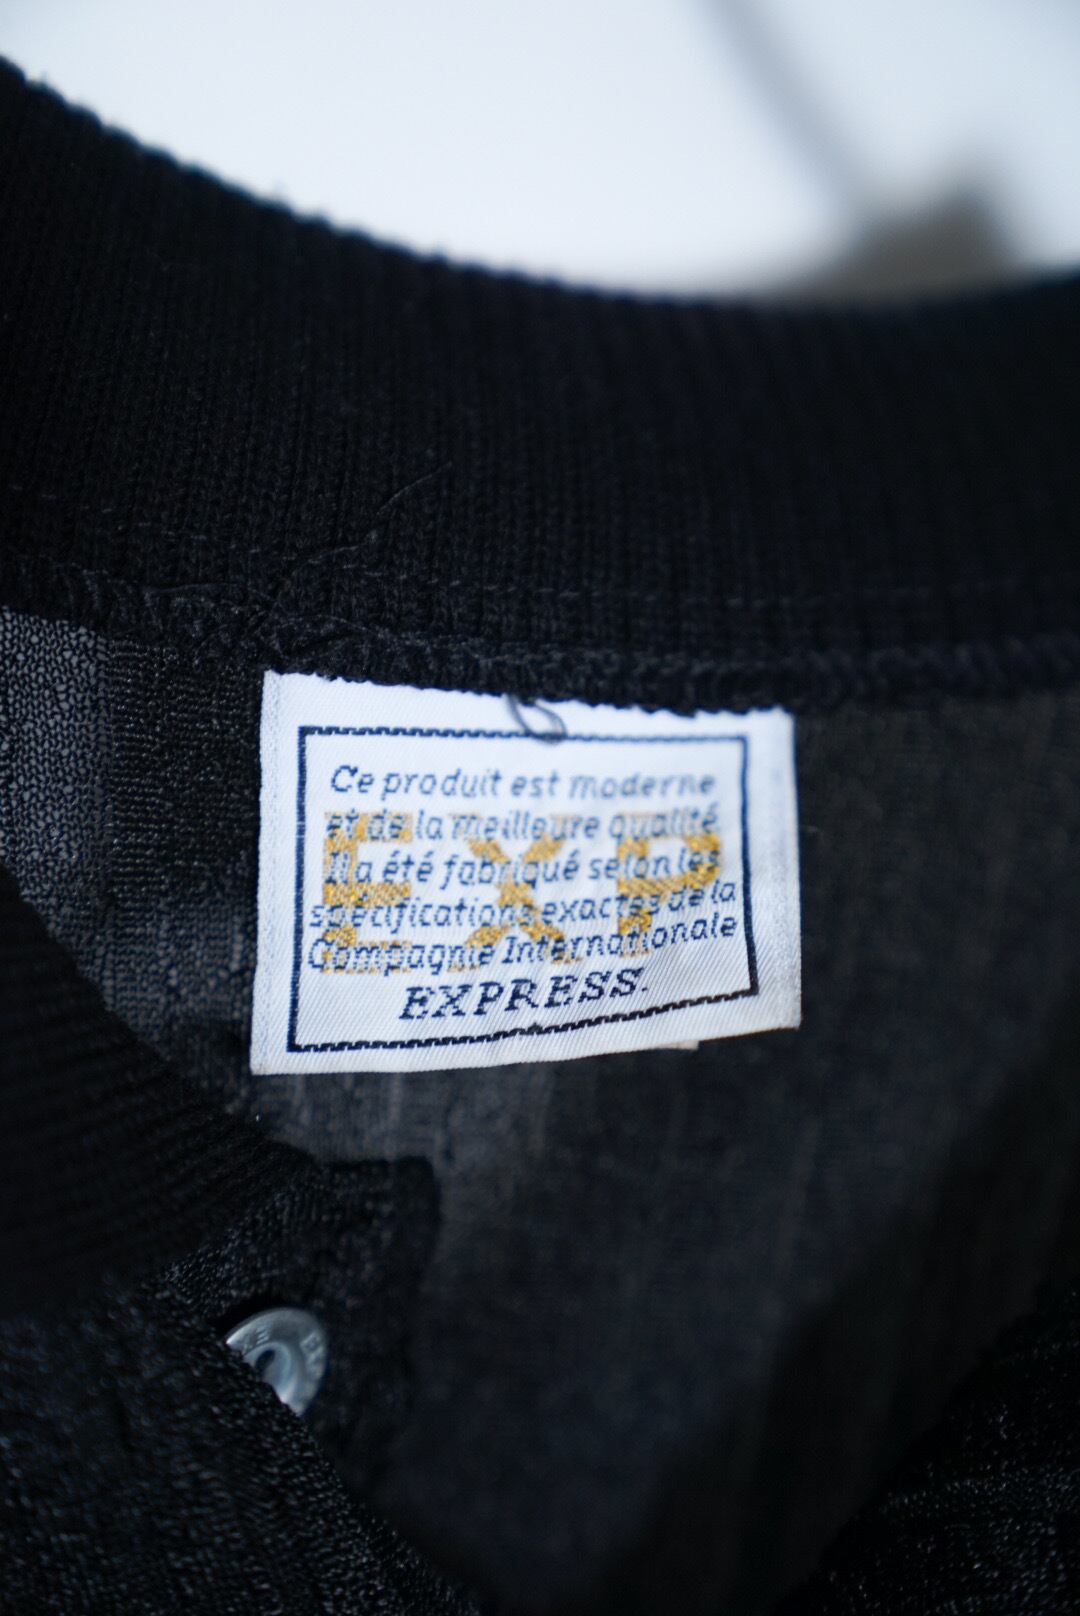 Ce produit est moderne
et de la meilleure qualité
Il a été fabriqué selon les
spécifications exactes de la
Compagnie Internationale
EXPRESS.
EXP